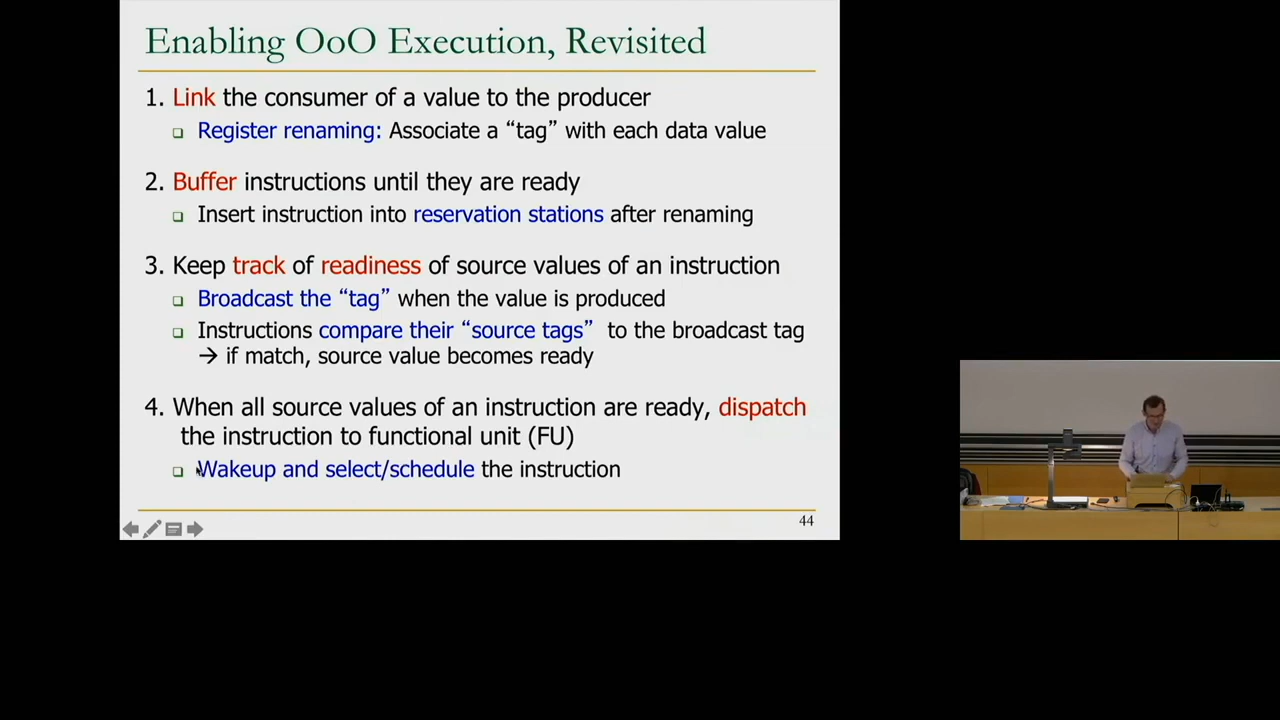 Enabling OoO Execution, Revisited
1. Link the consumer of a value to the producer
Register renaming: Associate a “tag” with each data value
2. Buffer instructions until they are ready
Insert instruction into reservation stations after renaming
3. Keep track of readiness of source values of an instruction
Broadcast the “tag” when the value is produced
Instructions compare their “source tags” to the broadcast tag
→ if match, source value becomes ready
4. When all source values of an instruction are ready, dispatch
the instruction to functional unit (FU)
Wakeup and select/schedule the instruction
44